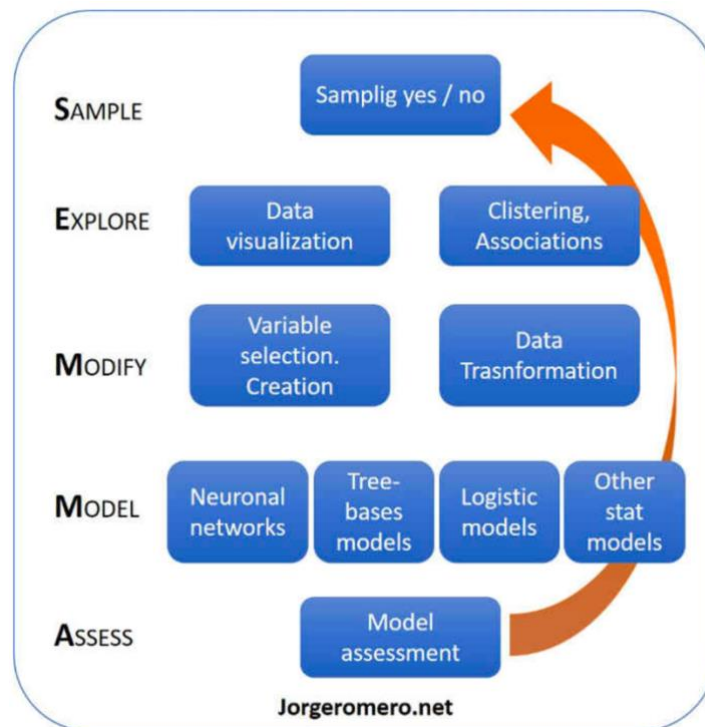 SAMPLE
Samplig yes / no
EXPLORE
Data
visualization
Clistering,
Associations
MODIFY
Variable
selection.
Creation
Data
Trasnformation
MODEL
Neuronal
networks
Tree-
bases
models
Logistic
models
Other
stat
models
ASSESS
Model
assessment
Jorgeromero.net